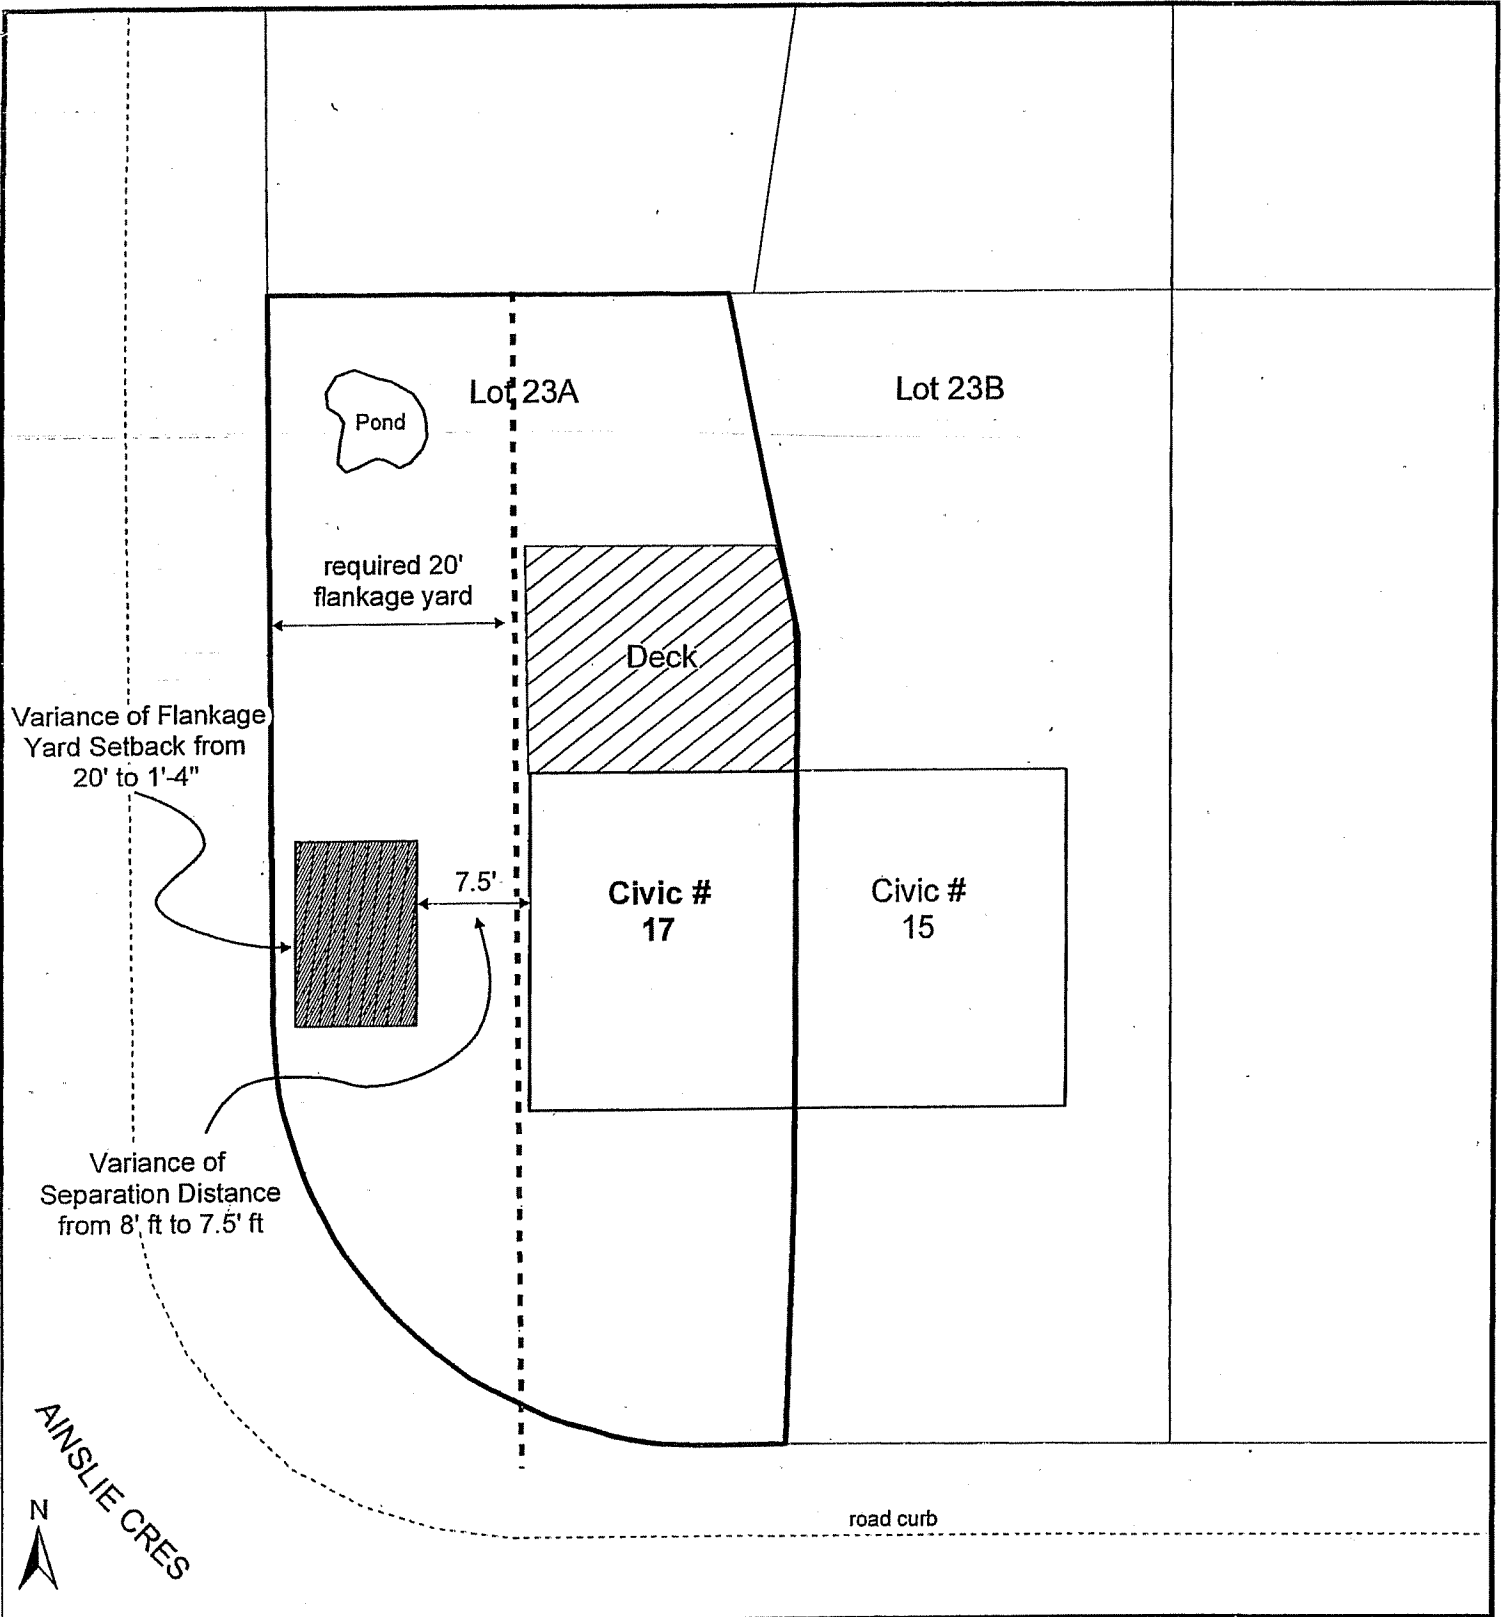 Lot 23A
Lot 23B
Pond
required 20'
flankage yard
Deck
Variance of Flankage
Yard Setback from
20' to 1'-4"
7.5'
Civic #
17
Civic #
15
Variance of
Separation Distance
from 8' ft to 7.5' ft
AINSLIE CRES
N
road curb